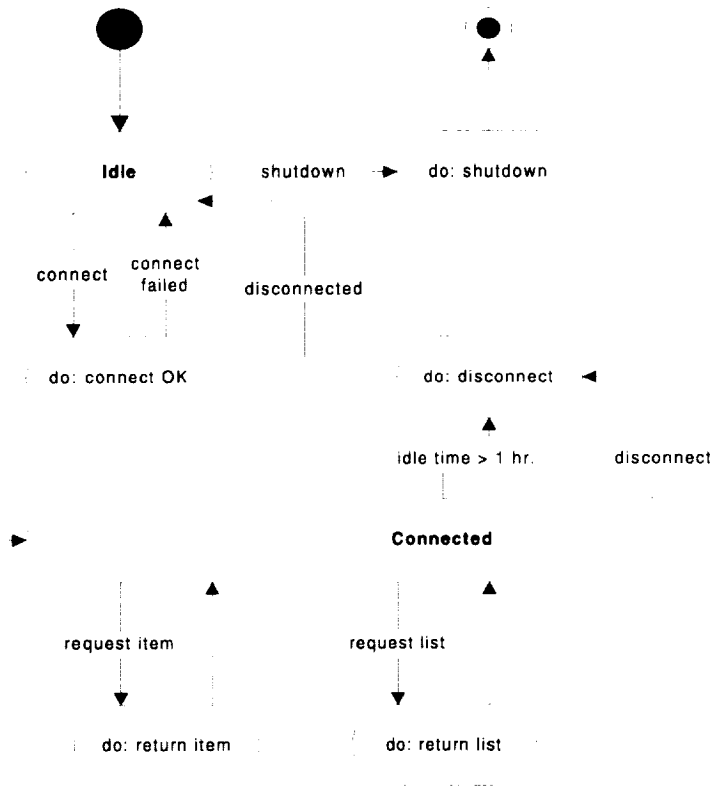 Idle
shutdown
do: shutdown
connect
connect
failed
disconnected
do: connect OK
do: disconnect
idle time > 1 hr.
disconnect
Connected
request item
request list
do: return item
do: return list